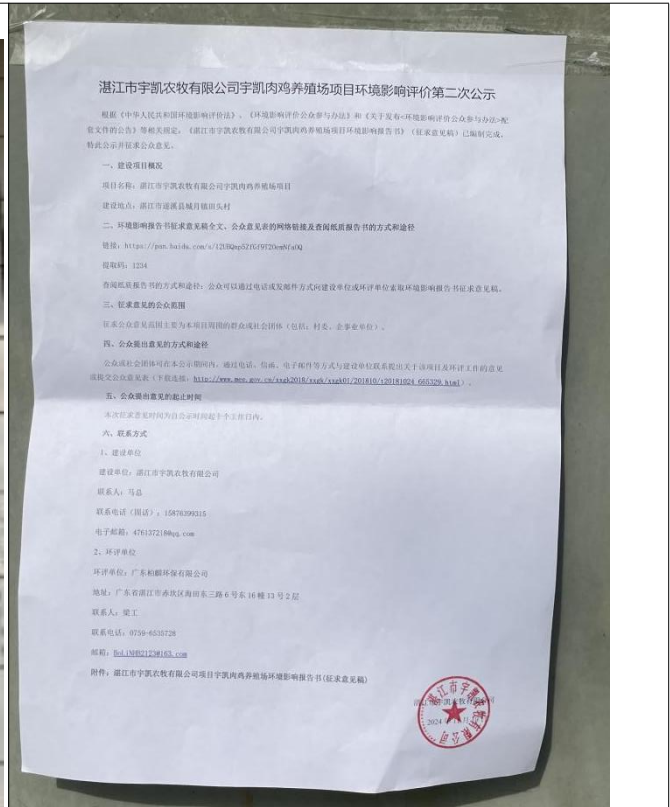 湛江市宇凯农牧有限公司宇凯肉鸡养殖场项目环境影响评价第二次公示
根据《中华人民共和国环境影响评价法》、《环境影响评价公众参与办法》和《关于发布<环境影响评价公众参与办法>配
套文件的公告》等相关规定,《湛江市宇凯农牧有限公司宇凯肉鸡养殖场项目环境影响报告书》(征求意见稿)已编制完成,
特此公示并征求公众意见。
一、建设项目概况
项目名称:湛江市宇凯农牧有限公司宇凯肉鸡养殖场项目
建设地点:湛江市遂溪县城月镇田头村
二、环境影响报告书征求意见稿全文、公众意见表的网络链接及查阅纸质报告书的方式和途径
链接:https://pan.baidu.com/s/
提取码:1234
查阅纸质报告书的方式和途径:公众可以通过电话或发邮件方式向建设单位或环评单位索取环境影响报告书征求意见稿。
三、征求意见的公众范围
征求公众意见范围主要为本项目周围的群众或社会团体(包括:村委、企事业单位)。
四、公众提出意见的方式和途径
公众或社会团体可在本公示期间内,通过电话、信函、电子邮件等方式与建设单位联系提出关于该项目及环评工作的意见
或提交公众意见表(下载链接:http://www.mee.gov.cn/xxgk2018/xxgk/xxgk01/201810/t20181024_665329.html)。
五、公众提出意见的起止时间
本次征求意见时间为自公示时间起十个工作日内。
六、联系方式
1、建设单位
建设单位:湛江市宇凯农牧有限公司
联系人:马总
联系电话(围话):15876399315
电子邮箱:476137218@qq.com
2、环评单位
环评单位:广东柏麟环保有限公司
地址:广东省湛江市赤坎区海田东三路6号东16幢13号2层
联系人:梁工
联系电话:0759-6535728
邮箱:BoLiNHB2123@163.com
附件:湛江市宇凯农牧有限公司项目宇凯肉鸡养殖场环境影响报告书(征求意见稿)
湛江市宇凯农牧有限公司
2024年